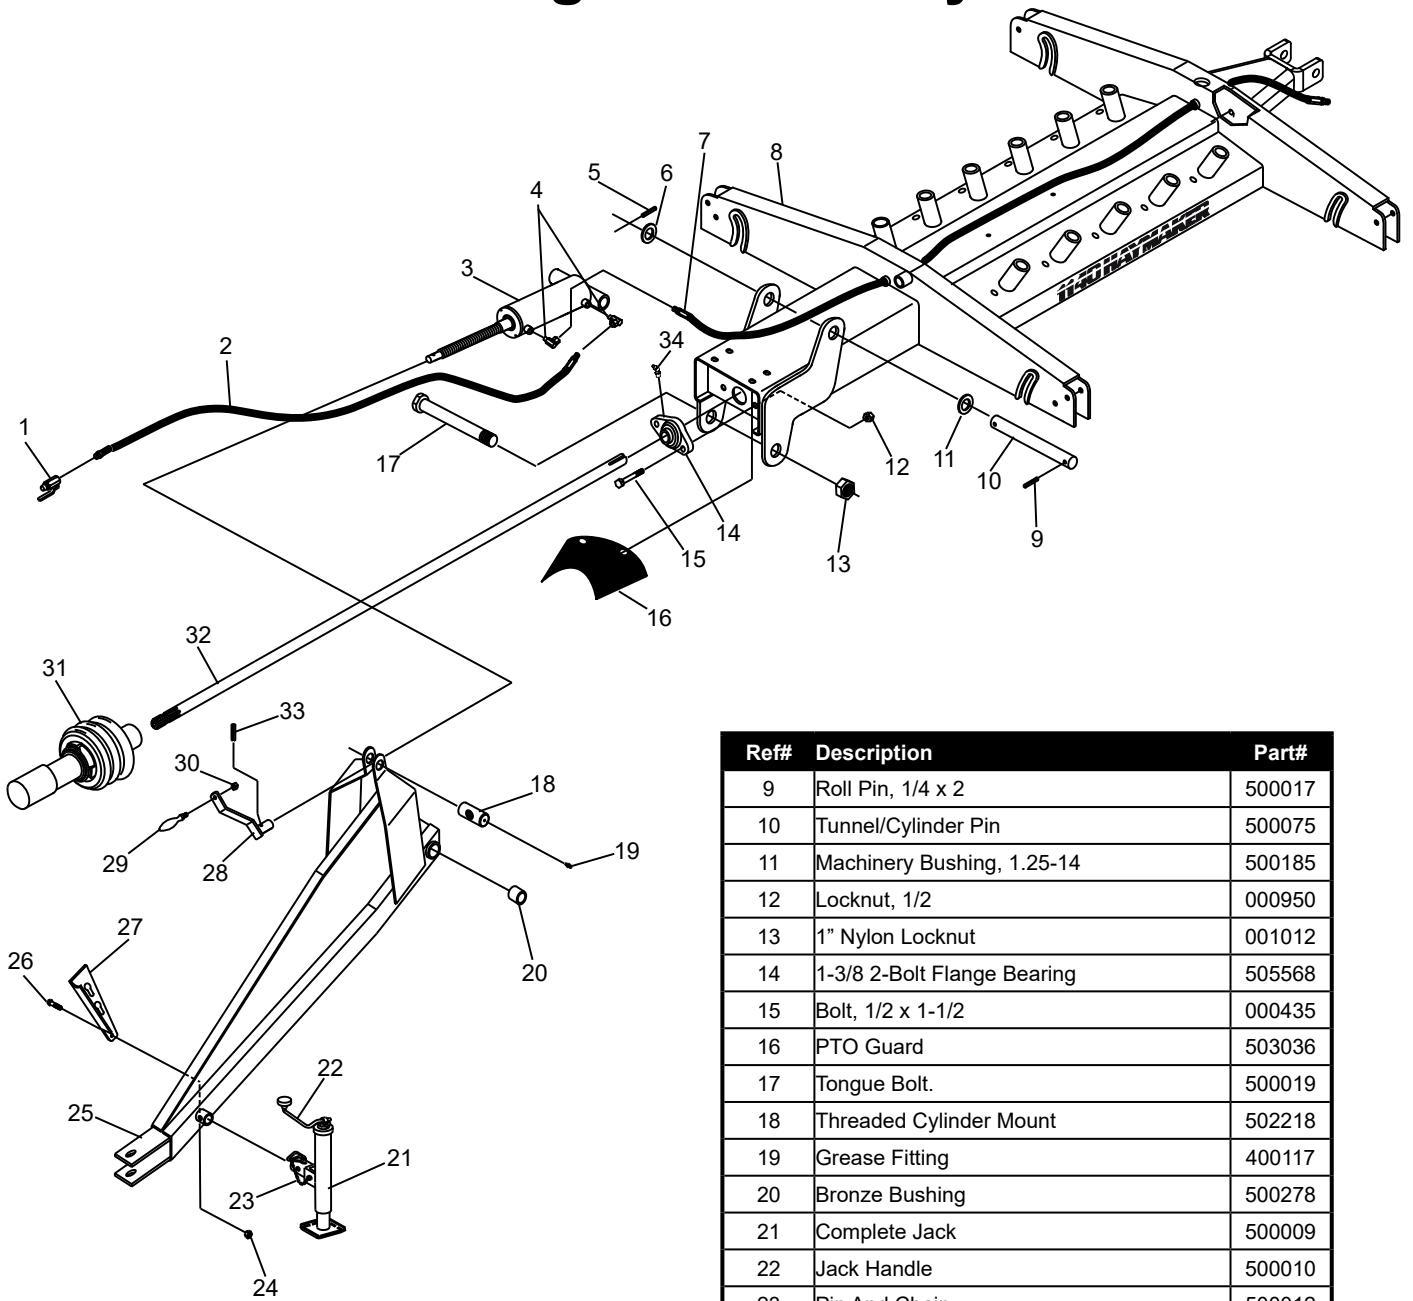 1
2
3
4
5
6
7
8
9
10
11
12
13
14
15
16
17
18
19
20
21
22
23
24
25
26
27
28
29
30
31
32
33
34
1140 HAYMAKER
Ref# Description Part#
9 Roll Pin, 1/4 x 2 500017
10 Tunnel/Cylinder Pin 500075
11 Machinery Bushing, 1.25-14 500185
12 Locknut, 1/2 000950
13 1” Nylon Locknut 001012
14 1-3/8 2-Bolt Flange Bearing 505568
15 Bolt, 1/2 x 1-1/2 000435
16 PTO Guard 503036
17 Tongue Bolt. 500019
18 Threaded Cylinder Mount 502218
19 Grease Fitting 400117
20 Bronze Bushing 500278
21 Complete Jack 500009
22 Jack Handle 500010
23 Pin And Chain